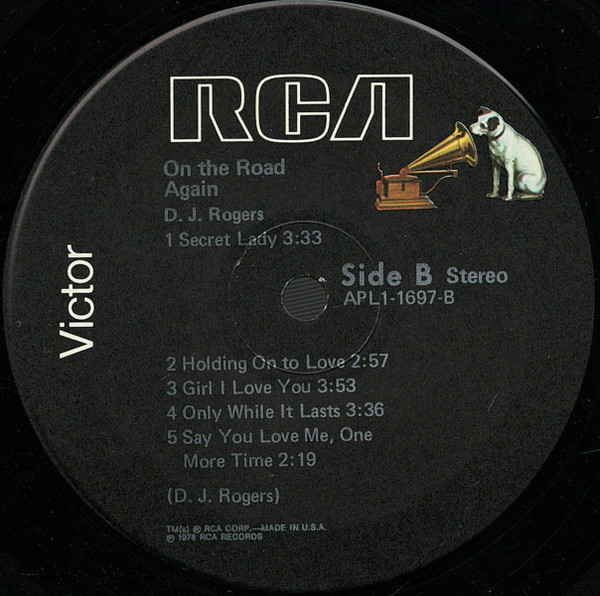 RCA
On the Road
Again
D. J. Rogers
1 Secret Lady 3:33
Side B Stereo
APL1-1697-B
Victor
2 Holding On to Love 2:57
3 Girl I Love You 3:53
4 Only While It Lasts 3:36
5 Say You Love Me, One
More Time 2:19
(D. J. Rogers)
TM(s) ® RCA CORP.—MADE IN U.S.A.
℗ 1976 RCA RECORDS